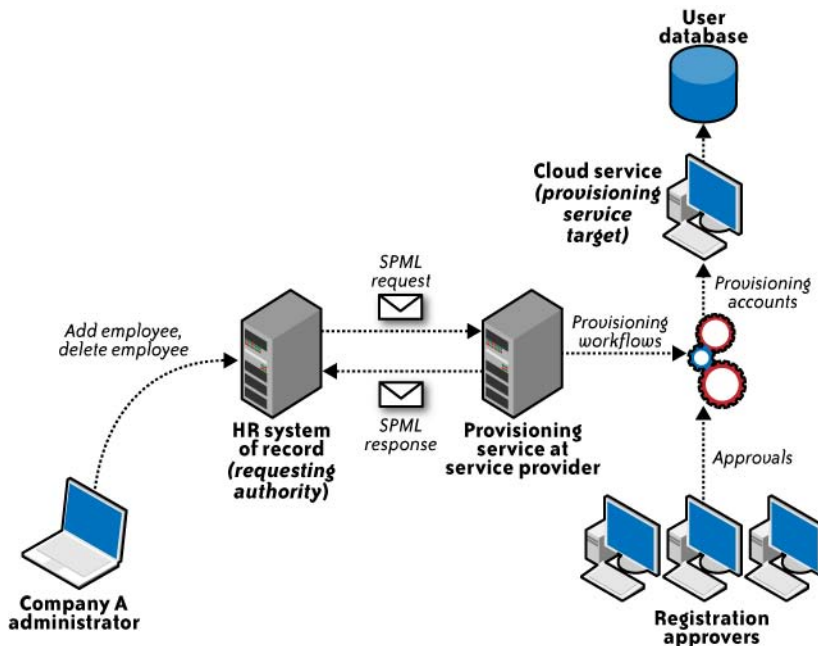 User
database
Cloud service
(provisioning
service
target)
SPML
request
Provisioning
accounts
Add employee,
delete employee
Provisioning
workflows
HR system
of record
(requesting
authority)
SPML
response
Provisioning
service at
service provider
Approvals
Company A
administrator
Registration
approvers